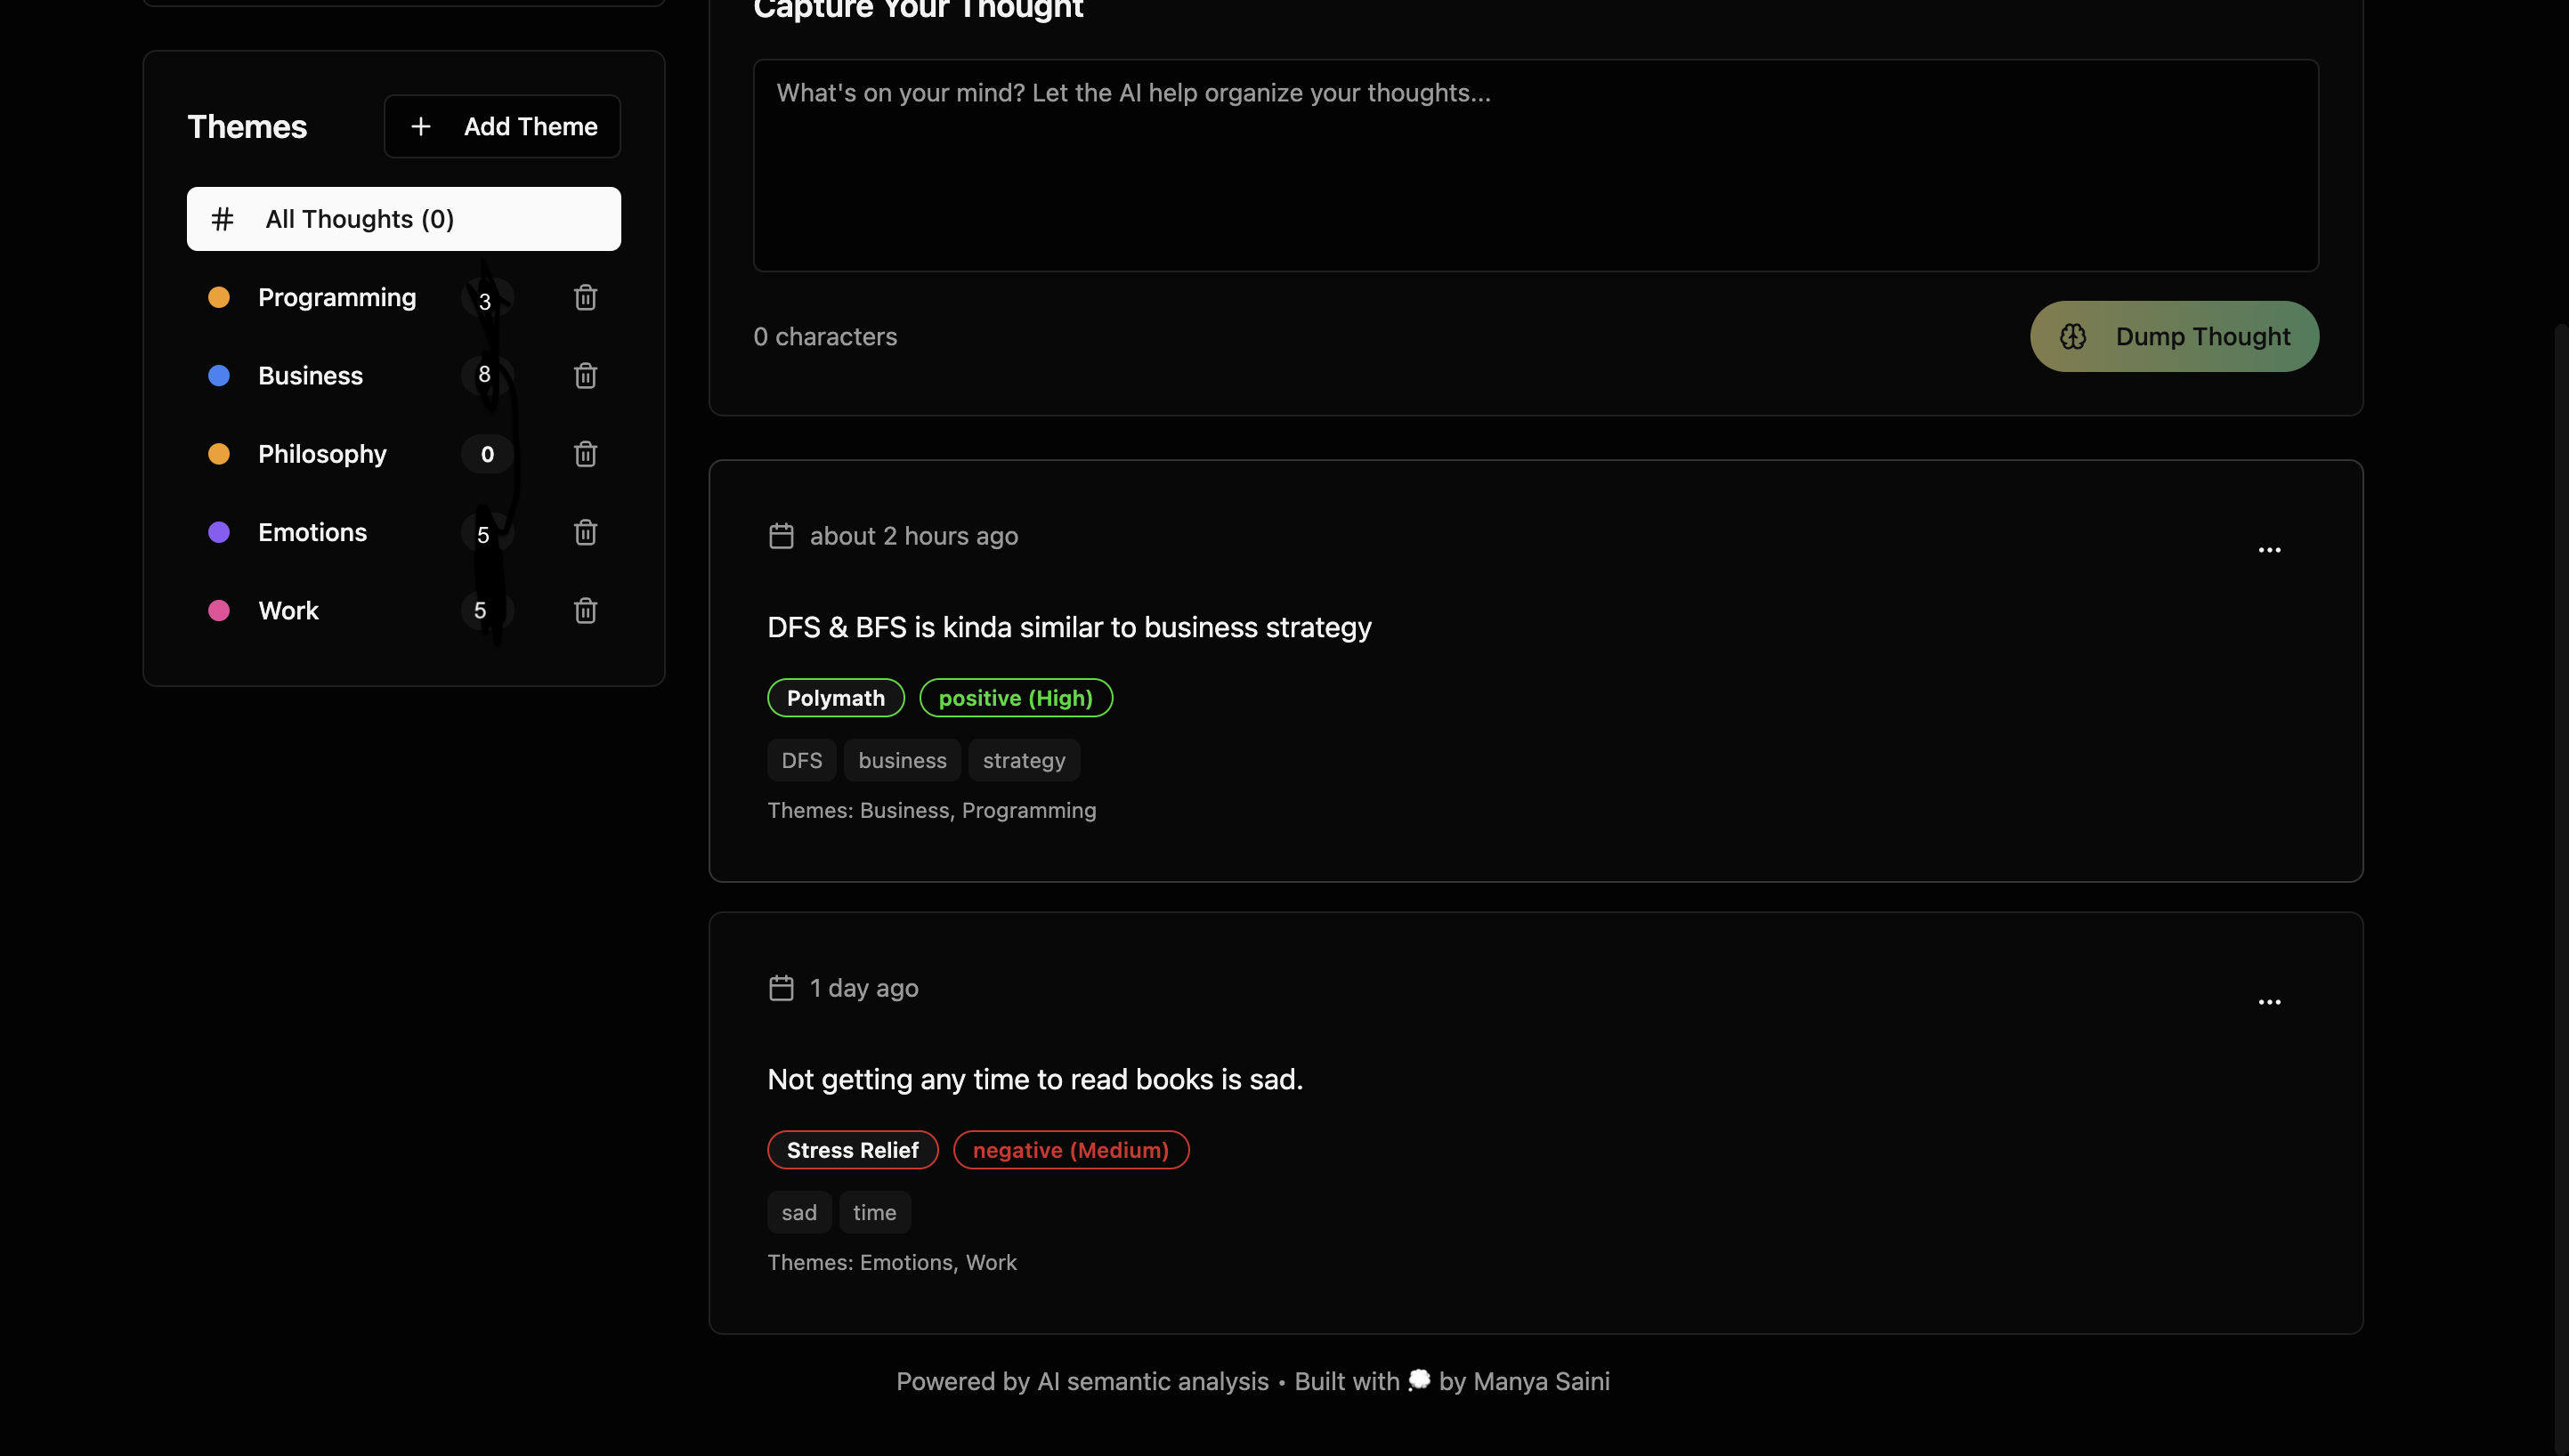 Capture Your Thought
What's on your mind? Let the AI help organize your thoughts...
0 characters
Dump Thought
Themes
Add Theme
# All Thoughts (0)
Programming 3
Business 8
Philosophy 0
Emotions 5
Work 5
about 2 hours ago
...
DFS & BFS is kinda similar to business strategy
Polymath positive (High)
DFS business strategy
Themes: Business, Programming
1 day ago
...
Not getting any time to read books is sad.
Stress Relief negative (Medium)
sad time
Themes: Emotions, Work
Powered by AI semantic analysis • Built with 💭 by Manya Saini